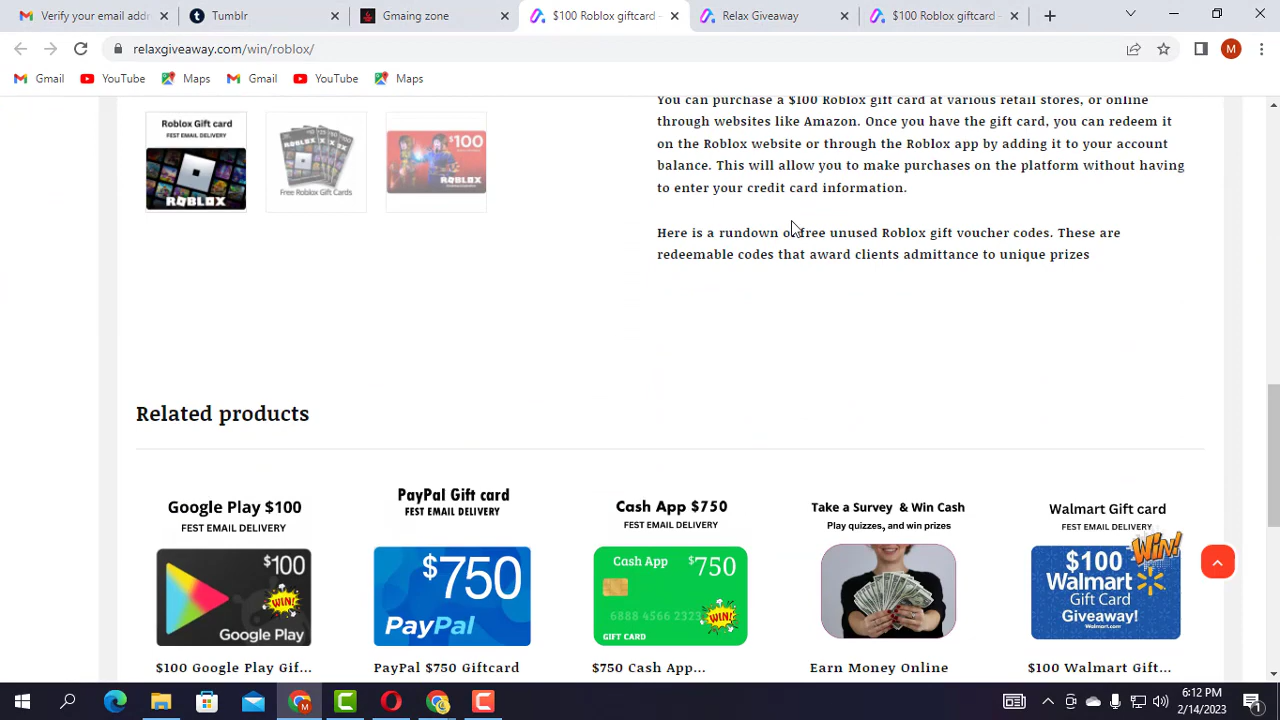 Verify your email addr
Tumblr
Gmaing zone
$100 Roblox giftcard -
Relax Giveaway
$100 Roblox giftcard -
relaxgiveaway.com/win/roblox/
M
Gmail
YouTube
Maps
Gmail
YouTube
Maps
Roblox Gift card
FEST EMAIL DELIVERY
ROBLOX
Free Roblox Gift Cards
$100
ROBLOX
You can purchase a $100 Roblox gift card at various retail stores, or online
through websites like Amazon. Once you have the gift card, you can redeem it
on the Roblox website or through the Roblox app by adding it to your account
balance. This will allow you to make purchases on the platform without having
to enter your credit card information.
Here is a rundown of free unused Roblox gift voucher codes. These are
redeemable codes that award clients admittance to unique prizes
Related products
Google Play $100
FEST EMAIL DELIVERY
$100
WIN!
Google Play
$100 Google Play Gif...
PayPal Gift card
FEST EMAIL DELIVERY
$750
PayPal
PayPal $750 Giftcard
Cash App $750
FEST EMAIL DELIVERY
Cash App $750
6888 4566 2323
WIN!
GIFT CARD
$750 Cash App...
Take a Survey & Win Cash
Play quizzes, and win prizes
Earn Money Online
Walmart Gift card
FEST EMAIL DELIVERY
Win!
$100
Walmart
Gift Card
Giveaway!
Walmart.com
$100 Walmart Gift...
6:12 PM
2/14/2023
1